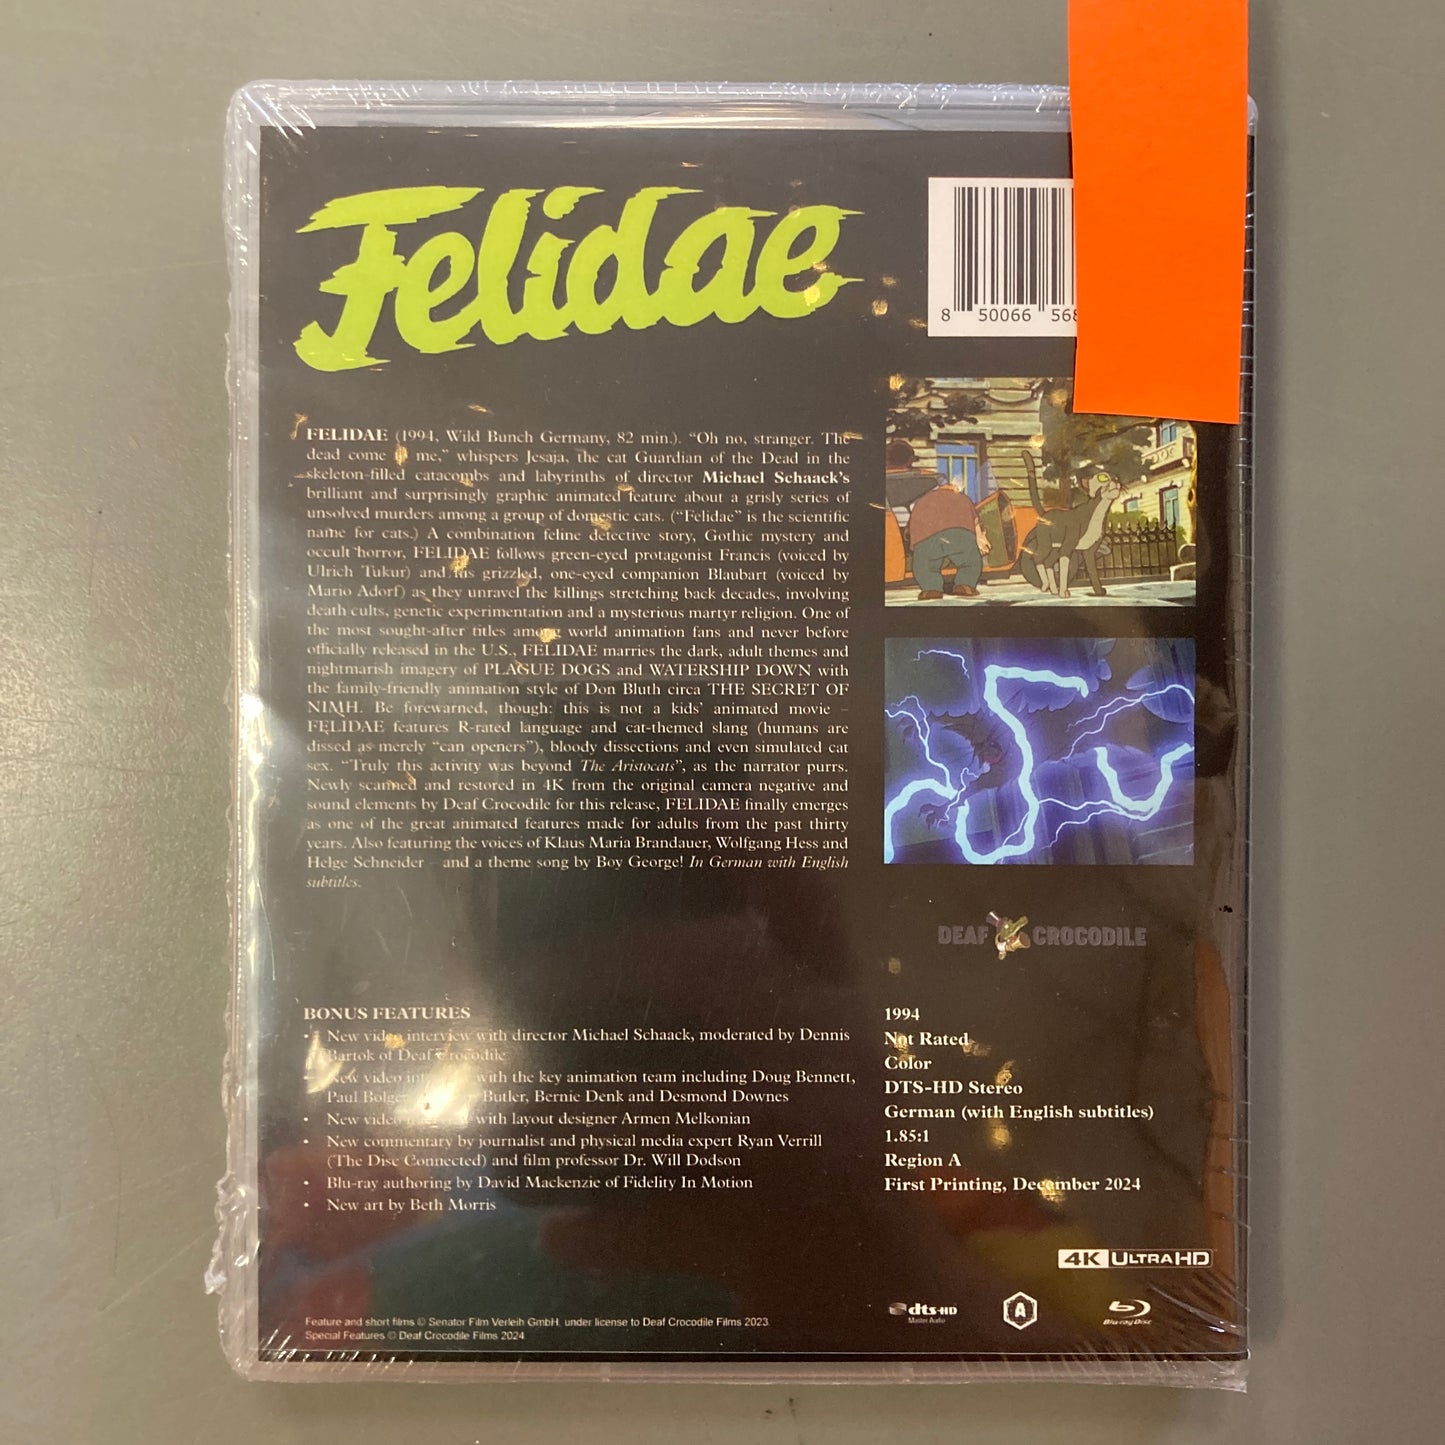 Felidae
8 50066 568
FELIDAE (1994, Wild Bunch Germany, 82 min.). “Oh no, stranger. The
dead come to me,” whispers Jesaja, the cat Guardian of the Dead in the
skeleton-filled catacombs and labyrinths of director Michael Schaack’s
brilliant and surprisingly graphic animated feature about a grisly series of
unsolved murders among a group of domestic cats. (“Felidae” is the scientific
name for cats.) A combination feline detective story, Gothic mystery and
occult horror, FELIDAE follows green-eyed protagonist Francis (voiced by
Ulrich Tukur) and his grizzled, one-eyed companion Blaubart (voiced by
Mario Adorf) as they unravel the killings stretching back decades, involving
death cults, genetic experimentation and a mysterious martyr religion. One of
the most sought-after titles among world animation fans and never before
officially released in the U.S., FELIDAE marries the dark, adult themes and
nightmarish imagery of PLAGUE DOGS and WATERSHIP DOWN with
the family-friendly animation style of Don Bluth circa THE SECRET OF
NIMH. Be forewarned, though: this is not a kids’ animated movie –
FELIDAE features R-rated language and cat-themed slang (humans are
dissed as merely “can openers”), bloody dissections and even simulated cat
sex. “Truly this activity was beyond The Aristocats”, as the narrator purrs.
Newly scanned and restored in 4K from the original camera negative and
sound elements by Deaf Crocodile for this release, FELIDAE finally emerges
as one of the great animated features made for adults from the past thirty
years. Also featuring the voices of Klaus Maria Brandauer, Wolfgang Hess and
Helge Schneider – and a theme song by Boy George! In German with English
subtitles.
DEAF CROCODILE
BONUS FEATURES
• New video interview with director Michael Schaack, moderated by Dennis
Bartok of Deaf Crocodile
• New video interview with the key animation team including Doug Bennett,
Paul Bolger, Butler, Bernie Denk and Desmond Downes
• New video interview with layout designer Armen Melkonian
• New commentary by journalist and physical media expert Ryan Verrill
(The Disc Connected) and film professor Dr. Will Dodson
• Blu-ray authoring by David Mackenzie of Fidelity In Motion
• New art by Beth Morris
1994
Not Rated
Color
DTS-HD Stereo
German (with English subtitles)
1.85:1
Region A
First Printing, December 2024
4K ULTRA HD
dts-HD
Master Audio
A
Blu-ray Disc
Feature and short films © Senator Film Verleih GmbH, under license to Deaf Crocodile Films 2023.
Special Features © Deaf Crocodile Films 2024.